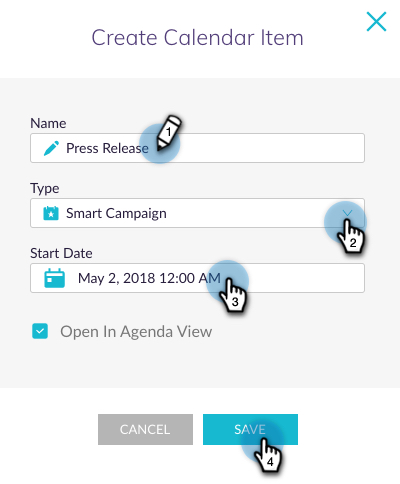 Create Calendar Item
Name
Press Release
1
Type
Smart Campaign
2
Start Date
May 2, 2018 12:00 AM
3
Open In Agenda View
CANCEL
SAVE
4